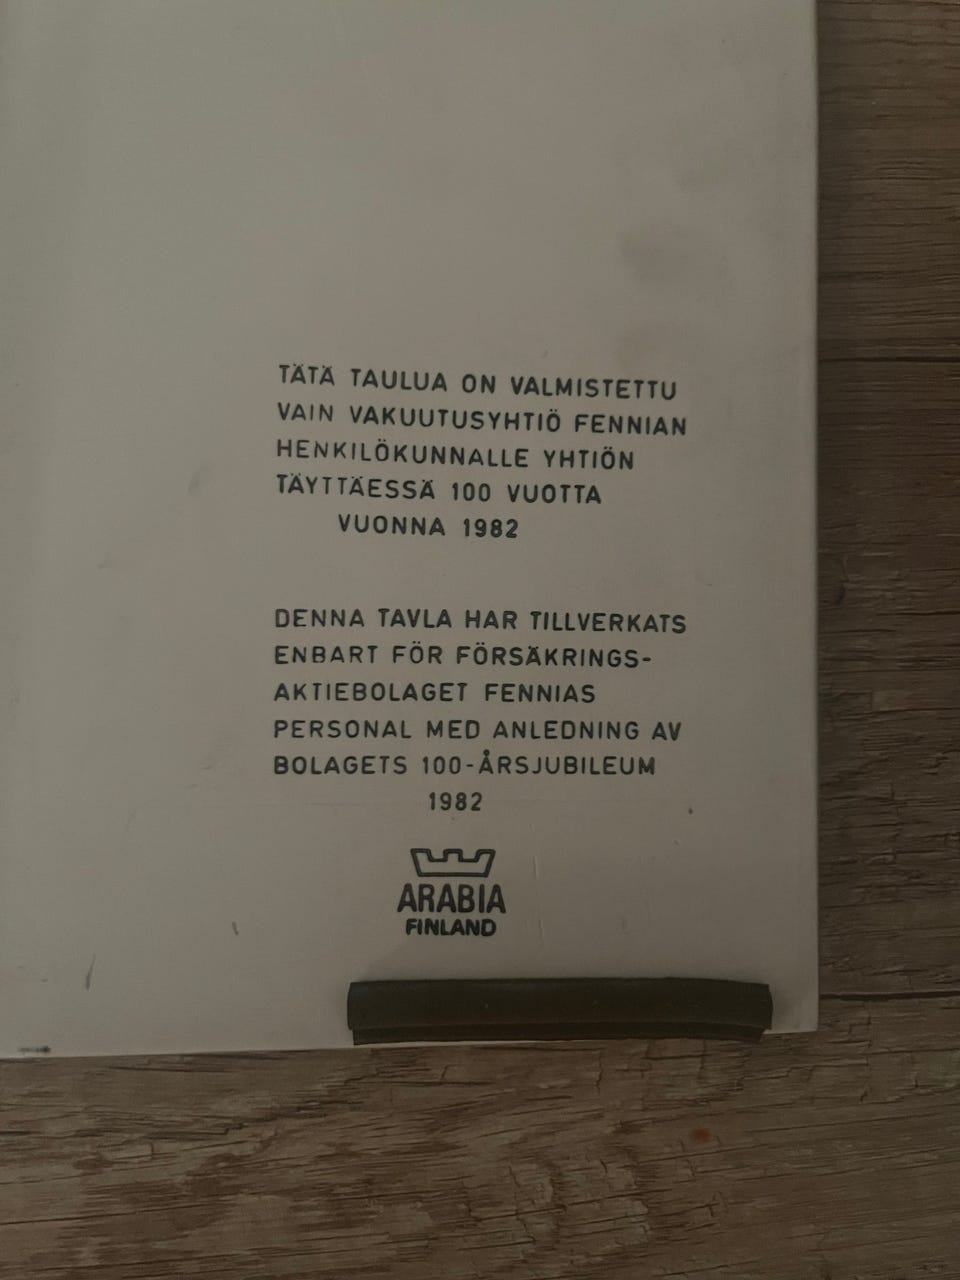 TÄTÄ TAULUA ON VALMISTETTU
VAIN VAKUUTUSYHTIÖ FENNIAN
HENKILÖKUNNALLE YHTIÖN
TÄYTTÄESSÄ 100 VUOTTA
VUONNA 1982
DENNA TAVLA HAR TILLVERKATS
ENBART FÖR FÖRSÄKRINGS-
AKTIEBOLAGET FENNIAS
PERSONAL MED ANLEDNING AV
BOLAGETS 100-ÅRSJUBILEUM
1982
ARABIA
FINLAND